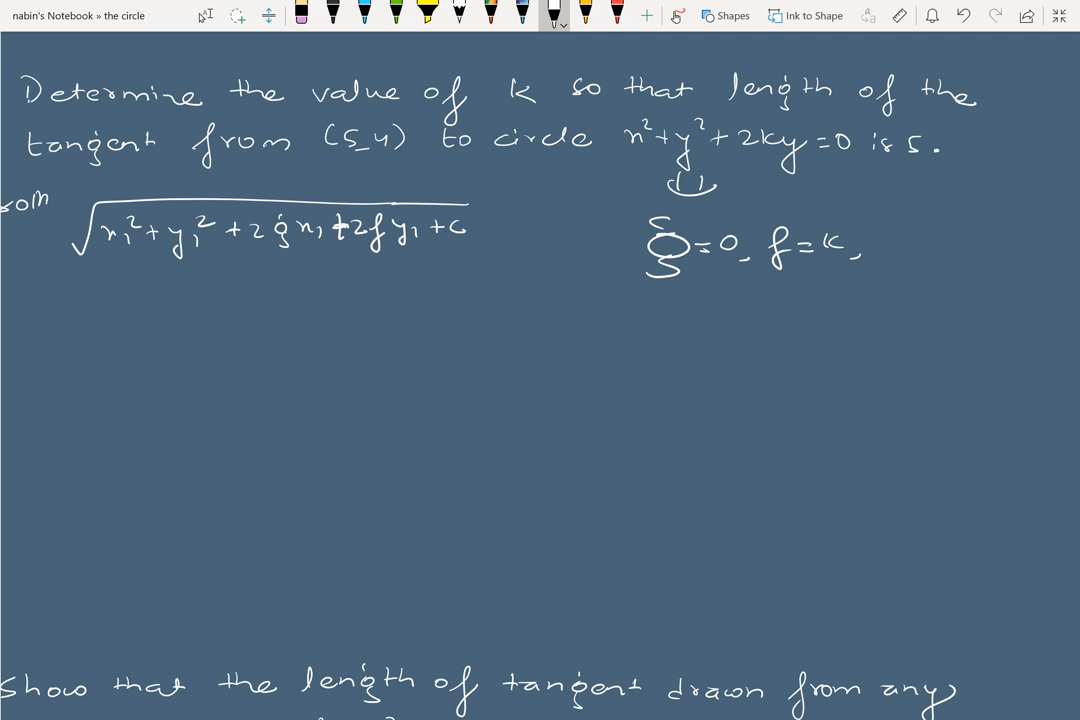 nabin's Notebook » the circle
Shapes
Ink to Shape
Determine the value of k so that length of the
tangent from (5,4) to circle x²+y²+2ky=0 is 5.
soln
√x₁²+y₁²+2gx₁+2fy₁+c
g=0, f=k,
Show that the length of tangent drawn from any